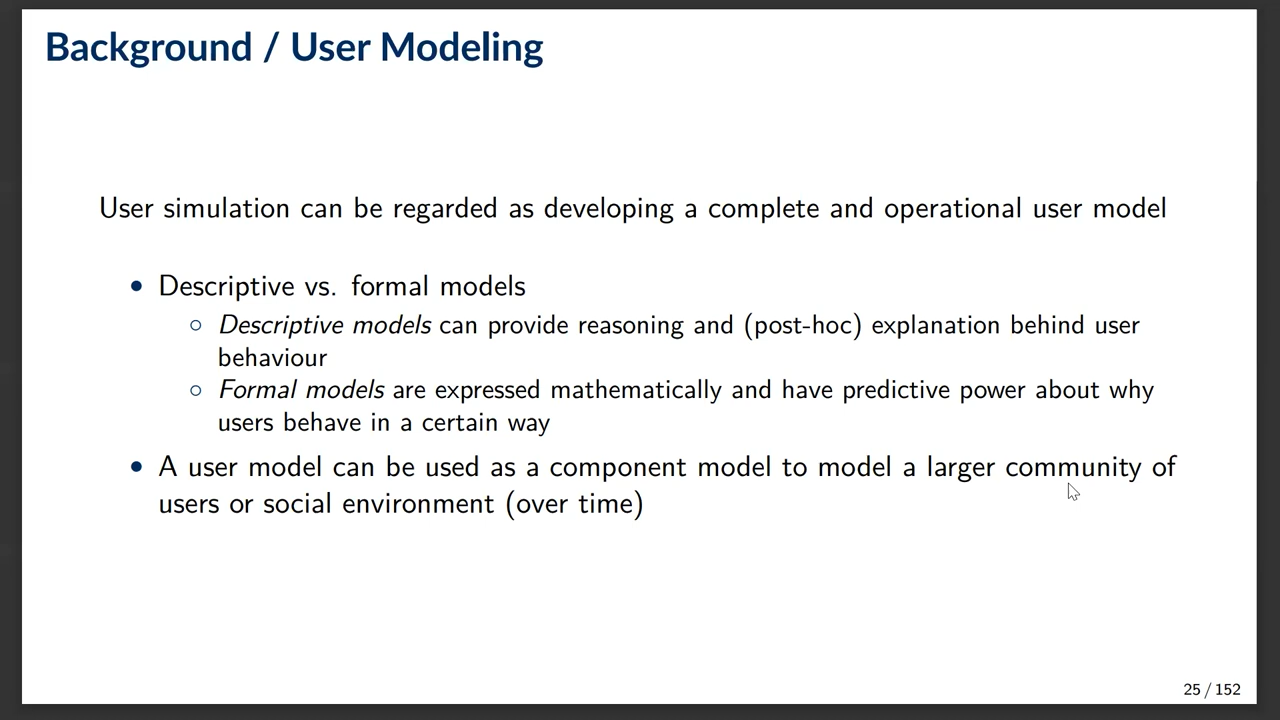 Background / User Modeling
User simulation can be regarded as developing a complete and operational user model
• Descriptive vs. formal models
○ Descriptive models can provide reasoning and (post-hoc) explanation behind user
behaviour
○ Formal models are expressed mathematically and have predictive power about why
users behave in a certain way
• A user model can be used as a component model to model a larger community of
users or social environment (over time)
25 / 152